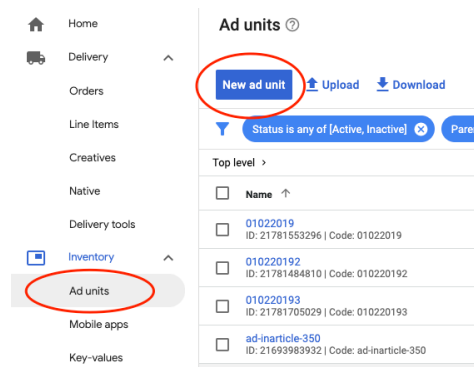 Home
Delivery
Orders
Line Items
Creatives
Native
Delivery tools
Inventory
Ad units
Mobile apps
Key-values
Ad units
New ad unit Upload Download
Status is any of [Active, Inactive]
Top level
Name
01022019
ID: 21781553296 | Code: 01022019
010220192
ID: 21781484810 | Code: 010220192
010220193
ID: 21781705029 | Code: 010220193
ad-inarticle-350
ID: 21693983932 | Code: ad-inarticle-350